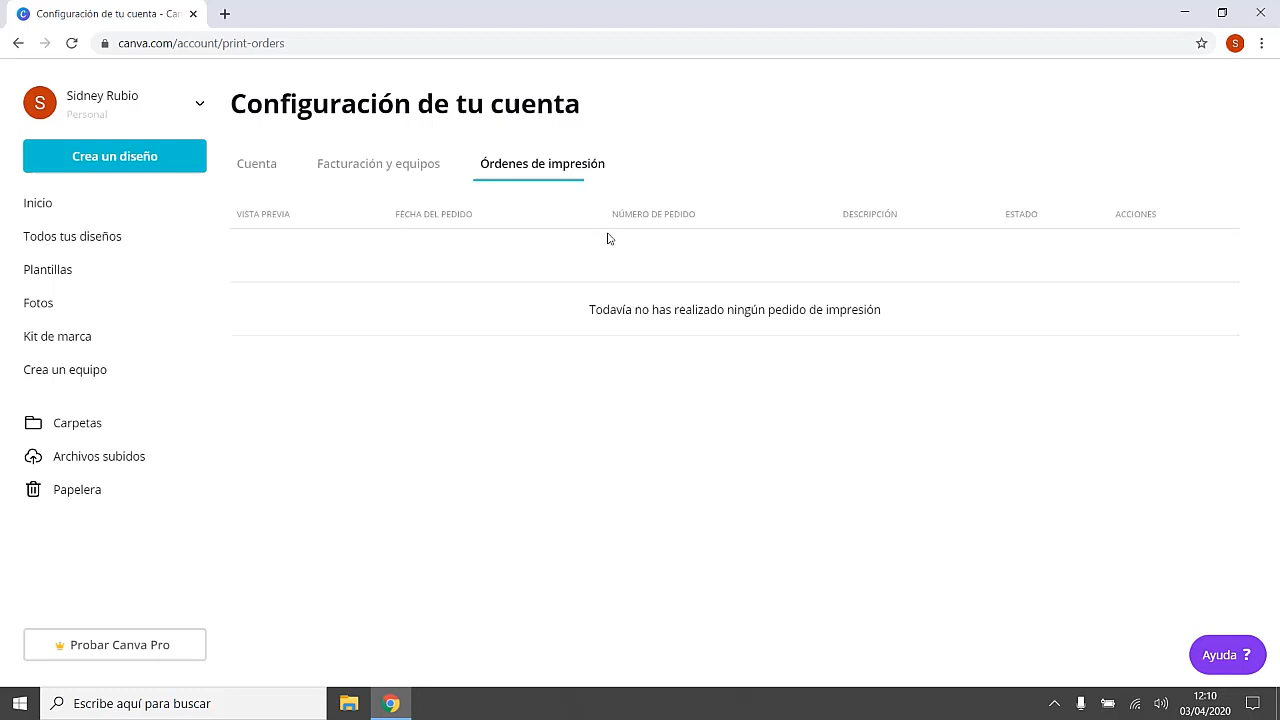 Configuración de tu cuenta - Can
canva.com/account/print-orders
S
S
Sidney Rubio
Personal
Configuración de tu cuenta
Crea un diseño
Cuenta
Facturación y equipos
Órdenes de impresión
Inicio
Todos tus diseños
Plantillas
Fotos
Kit de marca
Crea un equipo
Carpetas
Archivos subidos
Papelera
VISTA PREVIA
FECHA DEL PEDIDO
NÚMERO DE PEDIDO
DESCRIPCIÓN
ESTADO
ACCIONES
Todavía no has realizado ningún pedido de impresión
Probar Canva Pro
Ayuda ?
Escribe aquí para buscar
12:10
03/04/2020